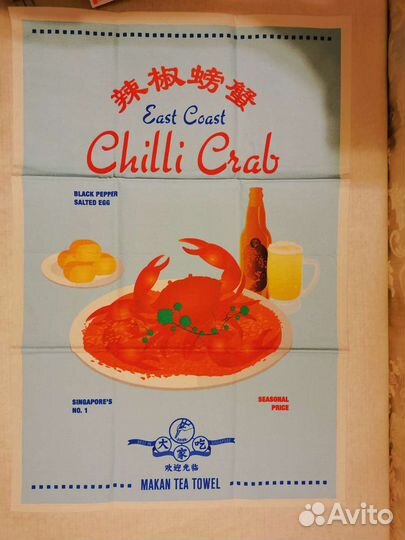 辣椒螃蟹
East Coast
Chilli Crab
BLACK PEPPER
SALTED EGG
SINGAPORE'S
NO. 1
SEASONAL
PRICE
大家吃
欢迎光临
MAKAN TEA TOWEL
Avito